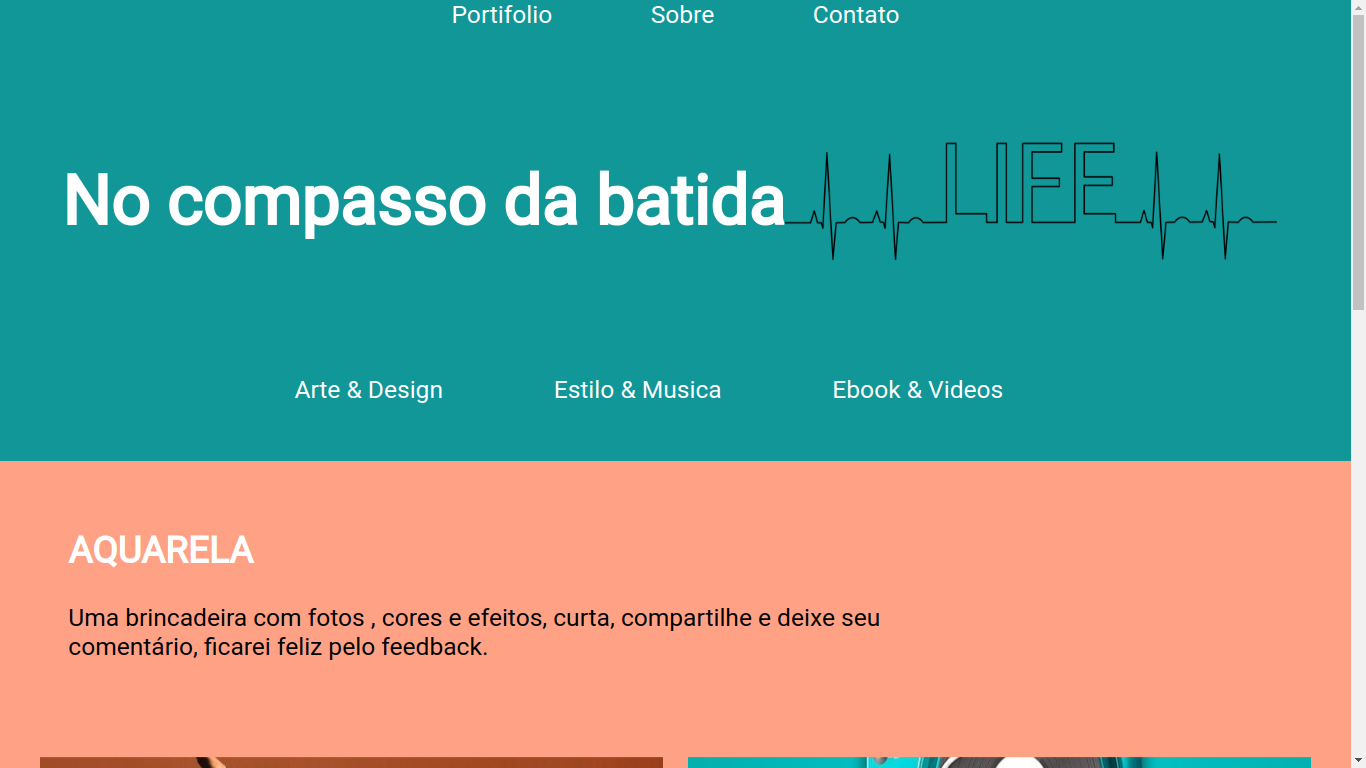 Portifolio Sobre Contato
No compasso da batida LIFE
Arte & Design Estilo & Musica Ebook & Videos
AQUARELA
Uma brincadeira com fotos , cores e efeitos, curta, compartilhe e deixe seu
comentário, ficarei feliz pelo feedback.